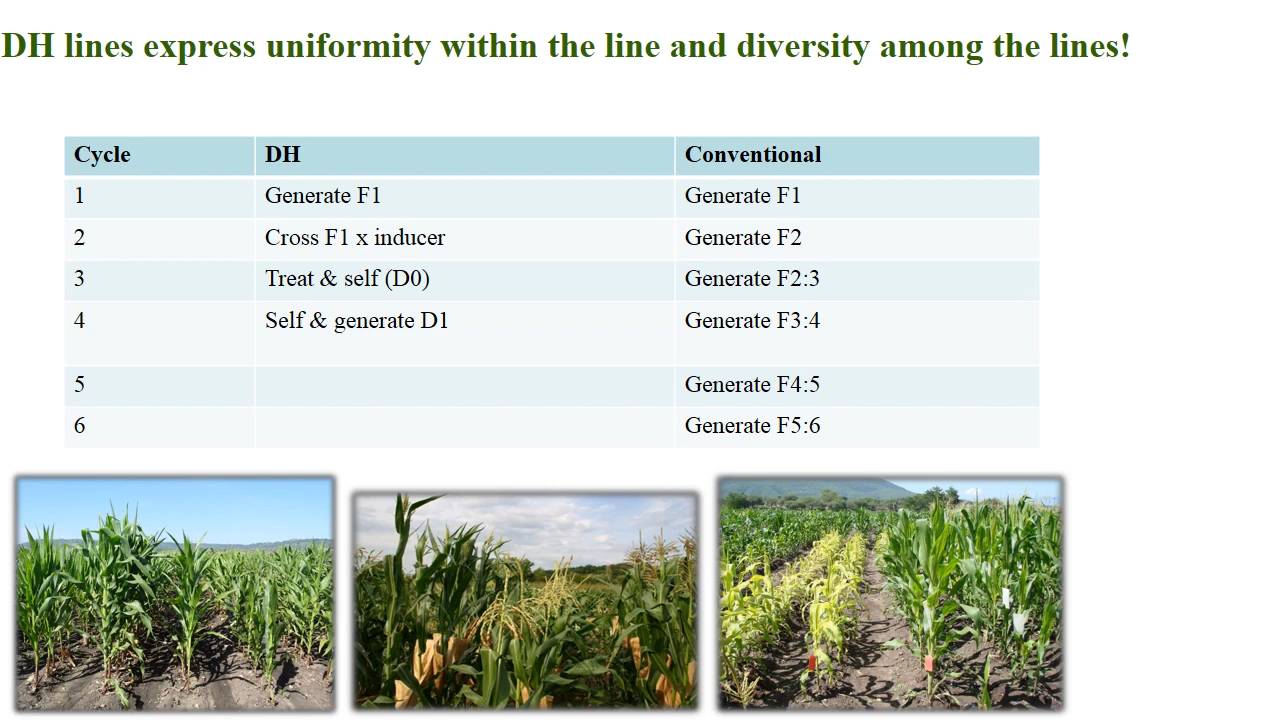 DH lines express uniformity within the line and diversity among the lines!
Cycle DH Conventional
1 Generate F1 Generate F1
2 Cross F1 x inducer Generate F2
3 Treat & self (D0) Generate F2:3
4 Self & generate D1 Generate F3:4
5 Generate F4:5
6 Generate F5:6